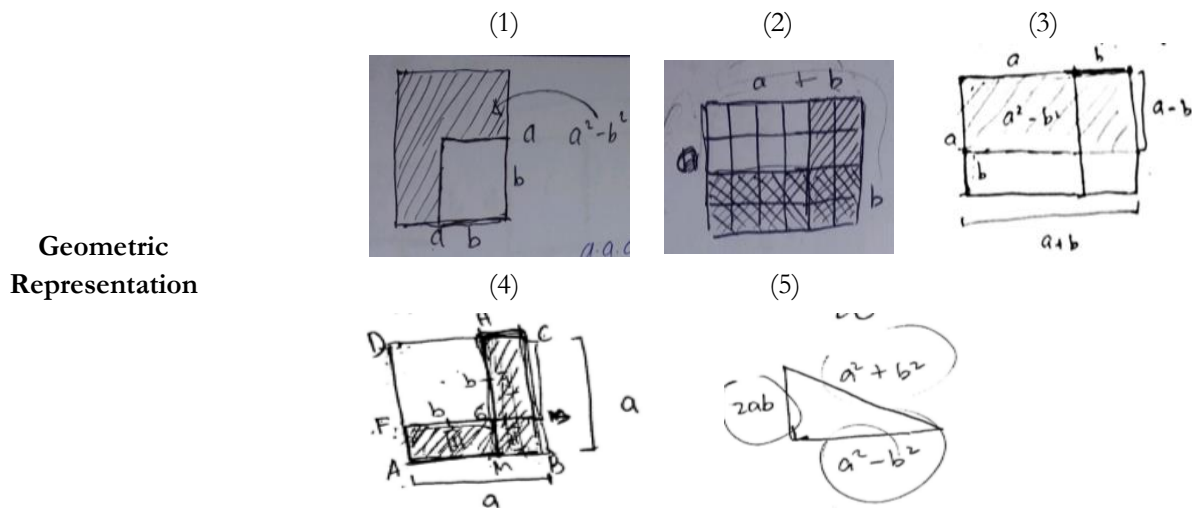 Geometric
Representation
(1)
a
a² - b²
b
a b
(2)
a + b
b
(3)
a b
a² - b²
a - b
a
b
a + b
(4)
H
D C
b
b G
F
a
A M B
a
(5)
a² + b²
2ab
a² - b²